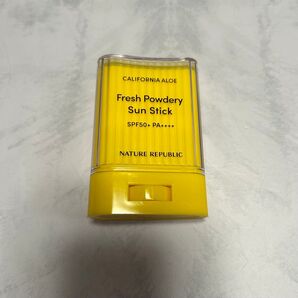 CALIFORNIA ALOE
Fresh Powdery
Sun Stick
SPF50+ PA++++
NATURE REPUBLIC